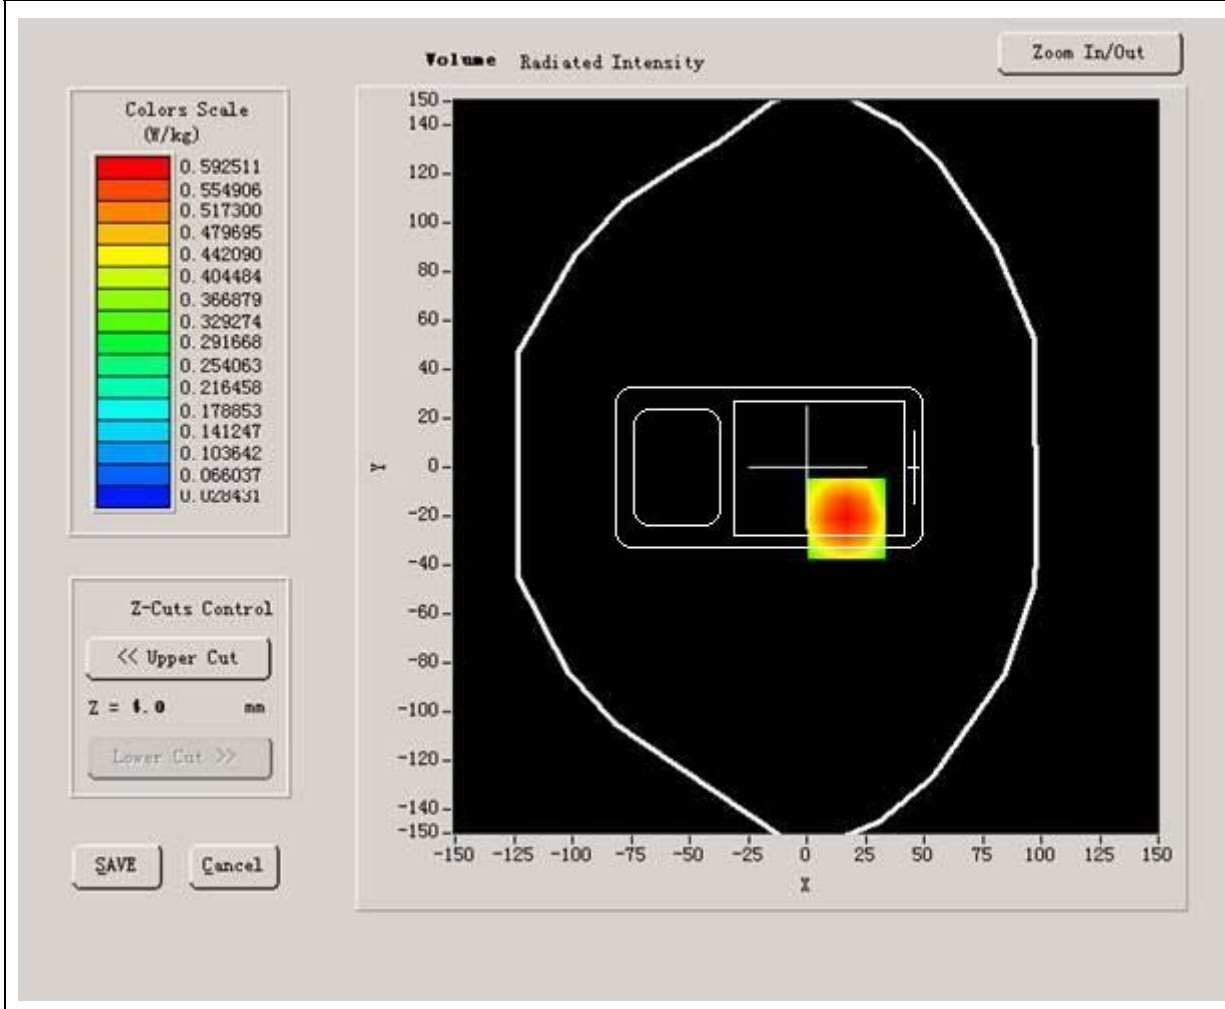 Volume Radiated Intensity
Zoom In/Out
Colors Scale
(W/kg)
0.592511
0.554906
0.517300
0.479695
0.442090
0.404484
0.366879
0.329274
0.291668
0.254063
0.216458
0.178853
0.141247
0.103642
0.066037
0.028431
Z-Cuts Control
<< Upper Cut
Z = 4.0 mm
Lower Cut >>
SAVE
Cancel
150
140
120
100
80
60
40
20
0
-20
-40
-60
-80
-100
-120
-140
-150
Y
-150 -125 -100 -75 -50 -25 0 25 50 75 100 125 150
X